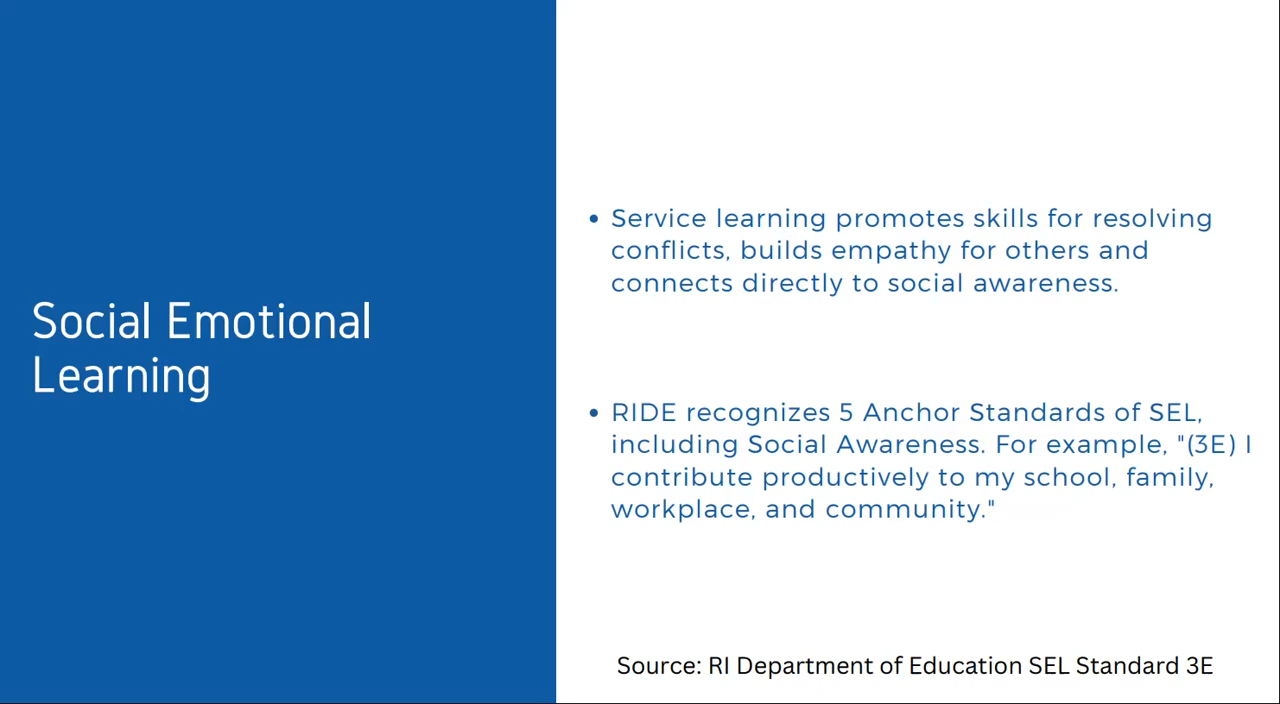 Social Emotional
Learning
• Service learning promotes skills for resolving
conflicts, builds empathy for others and
connects directly to social awareness.
• RIDE recognizes 5 Anchor Standards of SEL,
including Social Awareness. For example, "(3E) I
contribute productively to my school, family,
workplace, and community."
Source: RI Department of Education SEL Standard 3E